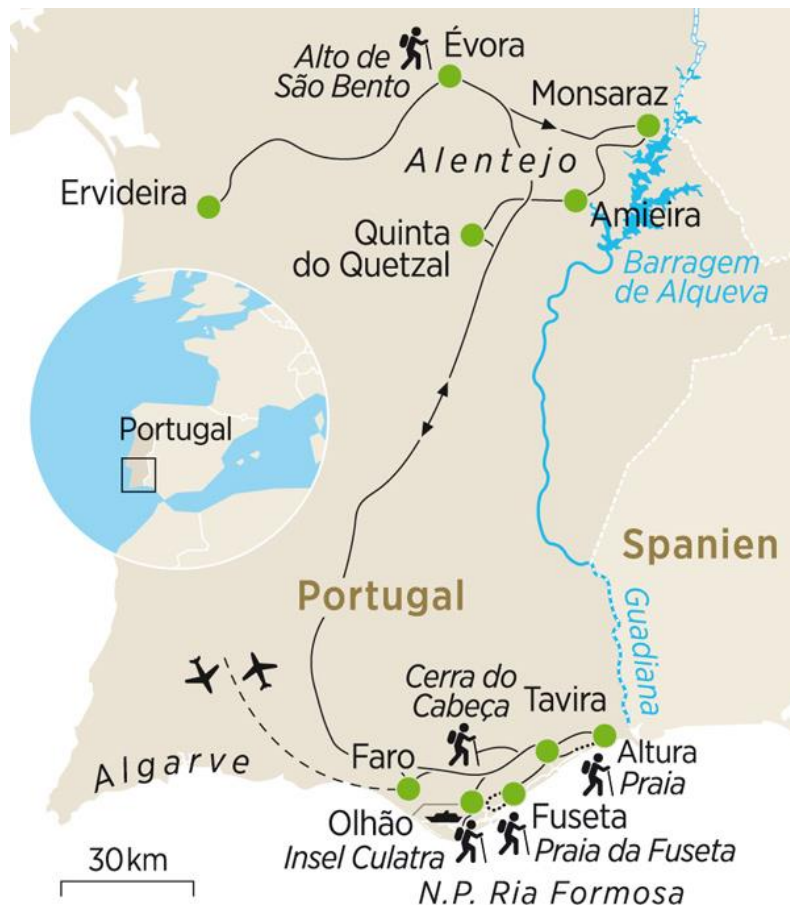 Évora
Alto de
São Bento
Monsaraz
Alentejo
Ervideira
Amieira
Quinta
do Quetzal
Barragem
de Alqueva
Portugal
Spanien
Portugal
Guadiana
Cerra do
Cabeça
Tavira
Algarve
Faro
Altura
Praia
Olhão
Insel Culatra
Fuseta
Praia da Fuseta
30 km
N.P. Ria Formosa